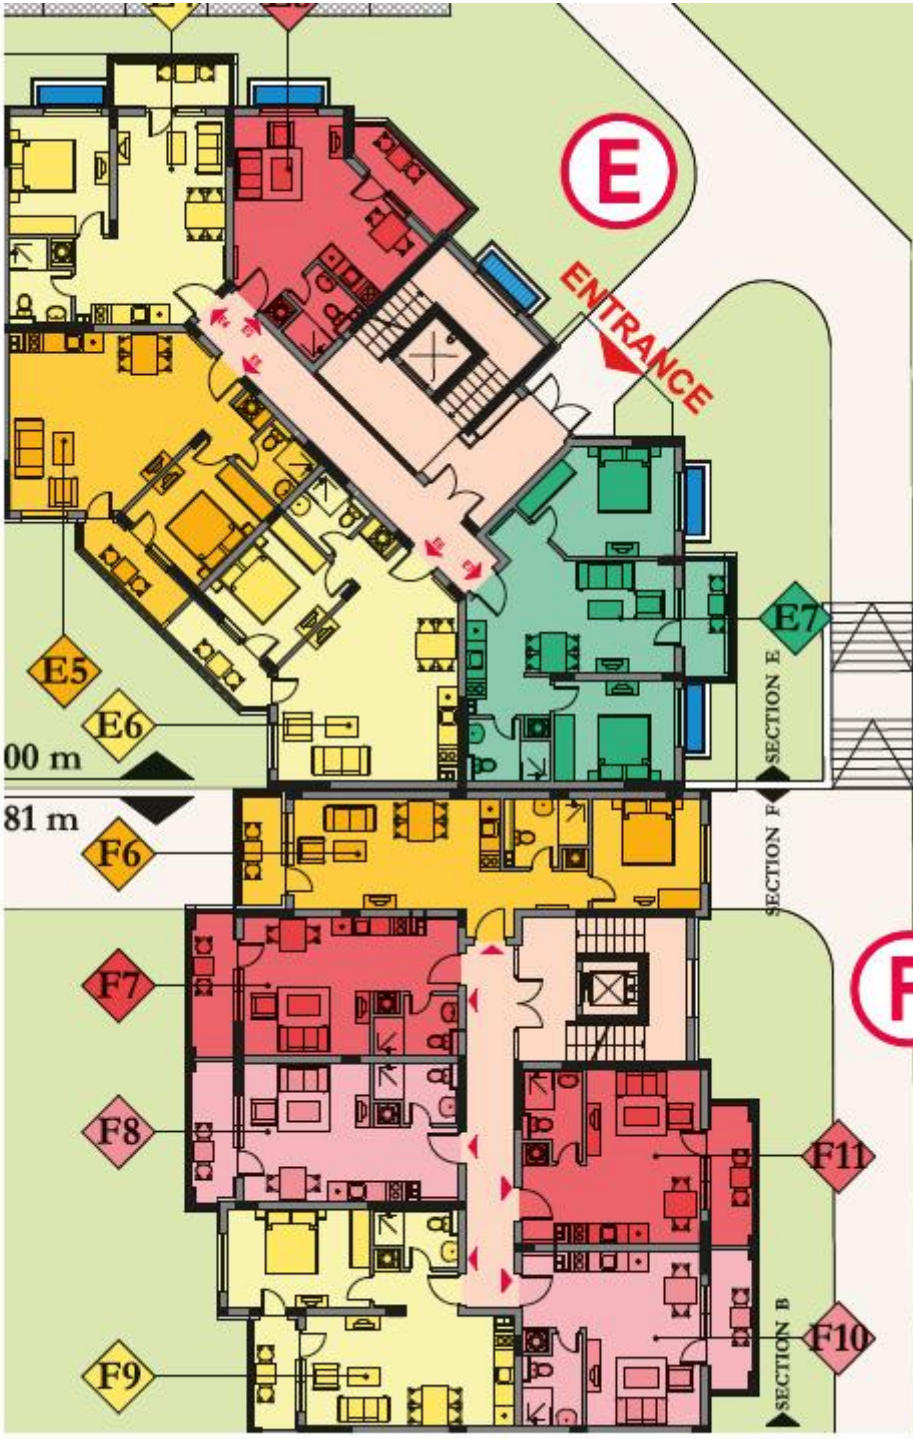 E
ENTRANCE
E5
E6
E7
00 m
81 m
SECTION E
SECTION F
F6
F7
F8
F11
F10
F9
SECTION B